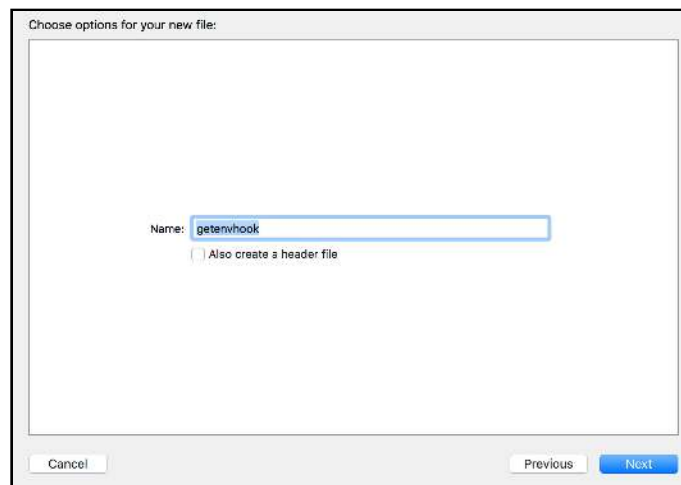 Choose options for your new file:
Name: getenvhook
Also create a header file
Cancel Previous Next